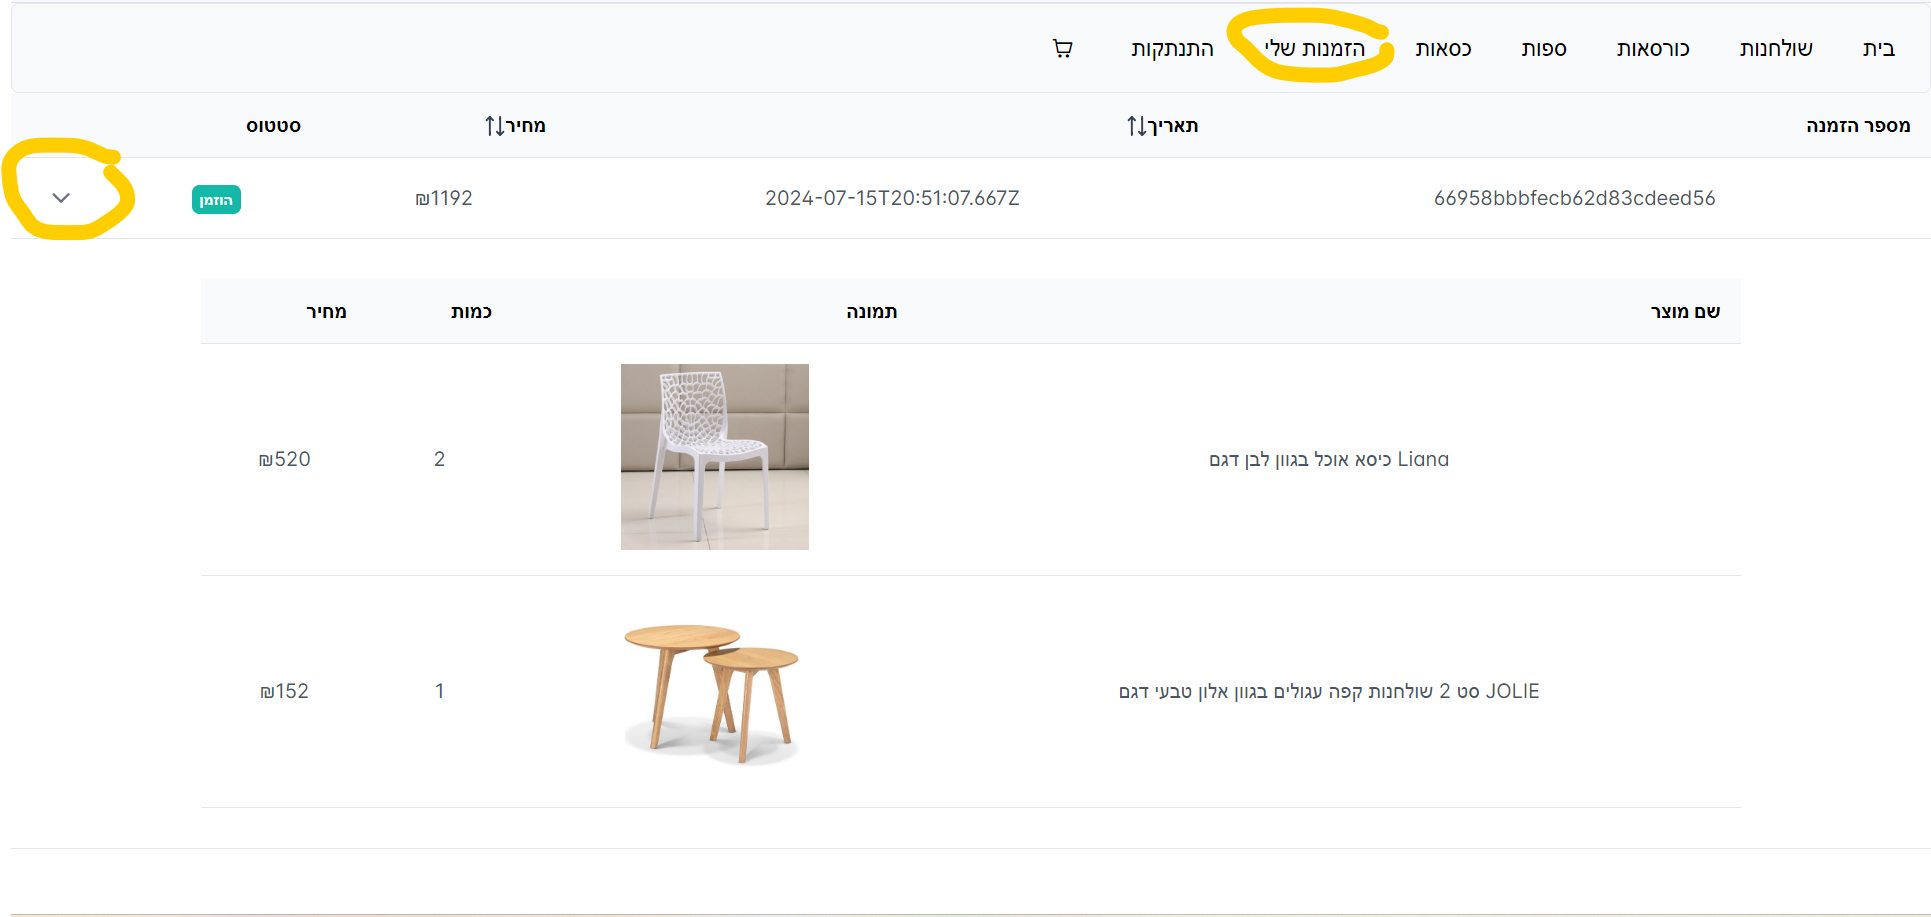 בית שולחנות כורסאות ספות כסאות הזמנות שלי התנתקות
מספר הזמנה תאריך מחיר סטטוס
66958bbbfecb62d83cdeed56 2024-07-15T20:51:07.667Z ₪1192 הוזמן
שם מוצר תמונה כמות מחיר
כיסא אוכל בגוון לבן דגם Liana 2 ₪520
סט 2 שולחנות קפה עגולים בגוון אלון טבעי דגם JOLIE 1 ₪152